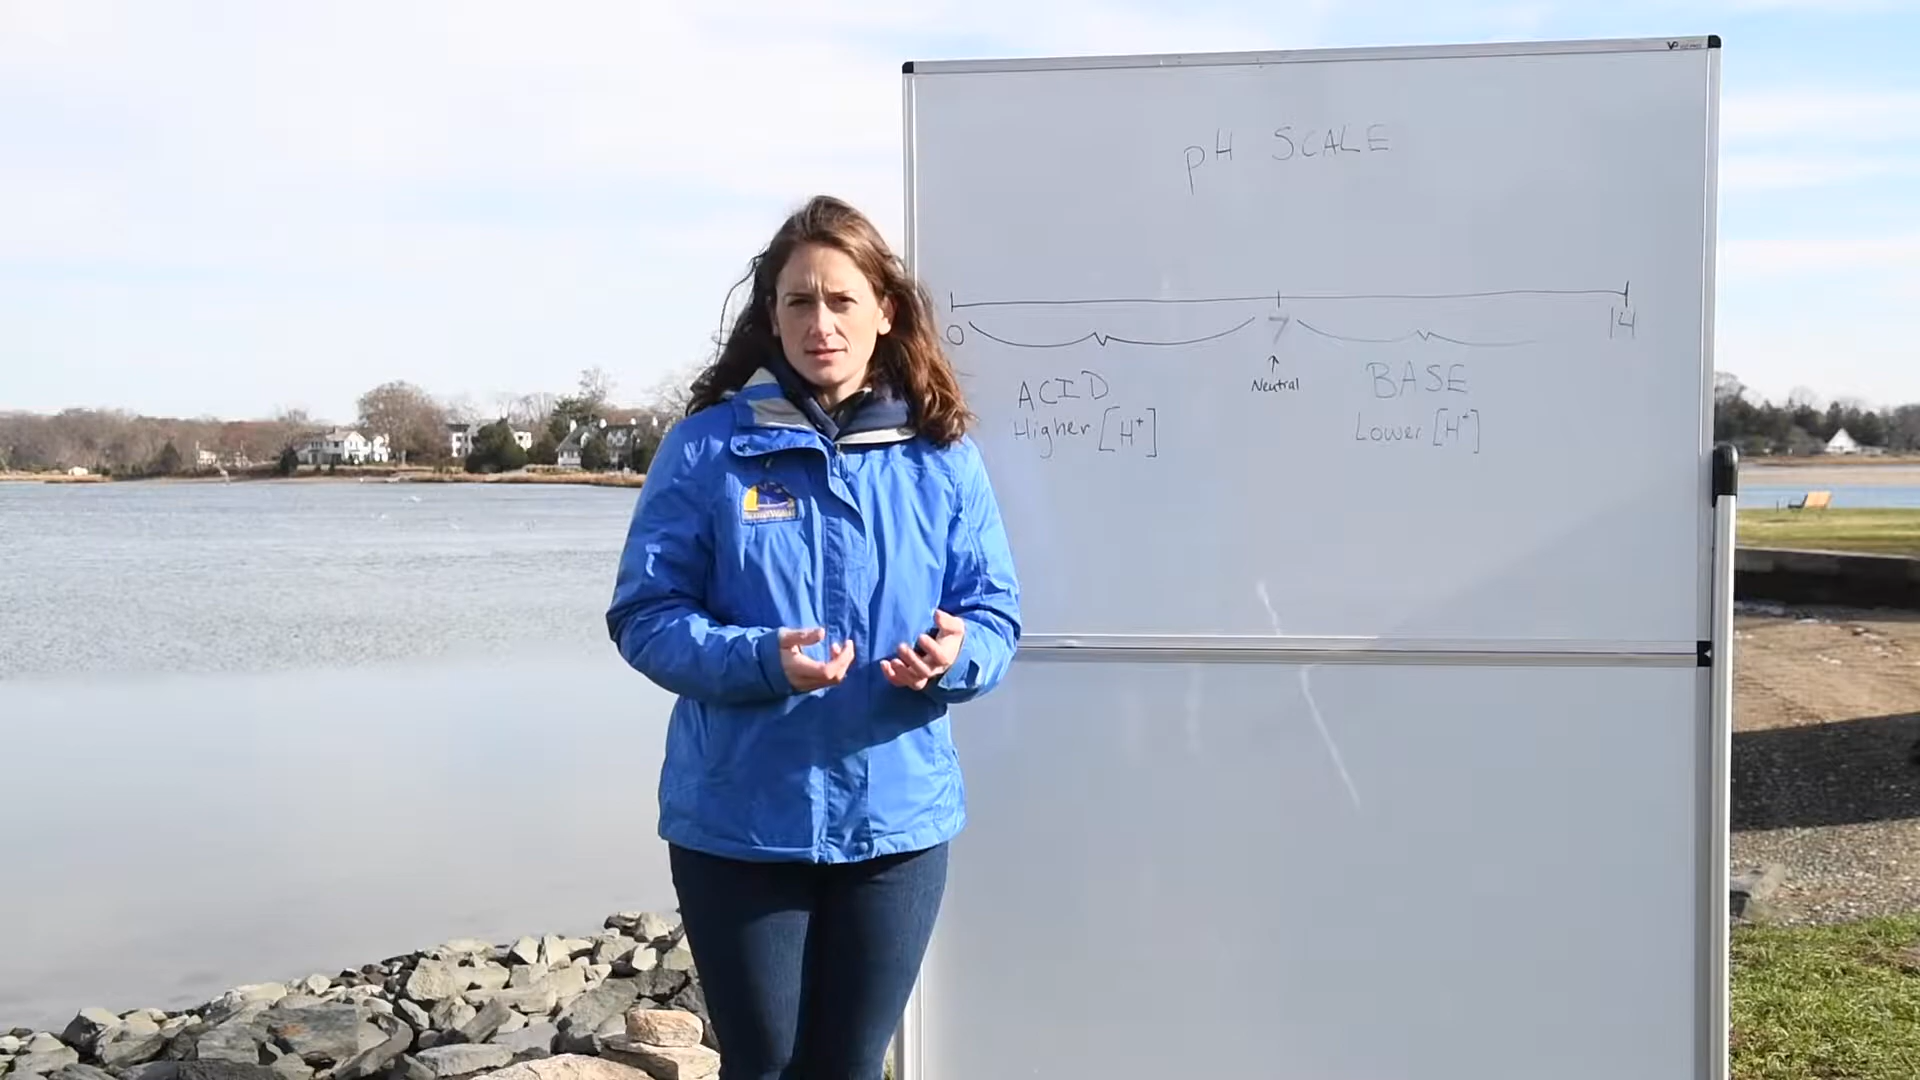 pH SCALE
0 7 14
Neutral
ACID BASE
Higher [H⁺] Lower [H⁺]